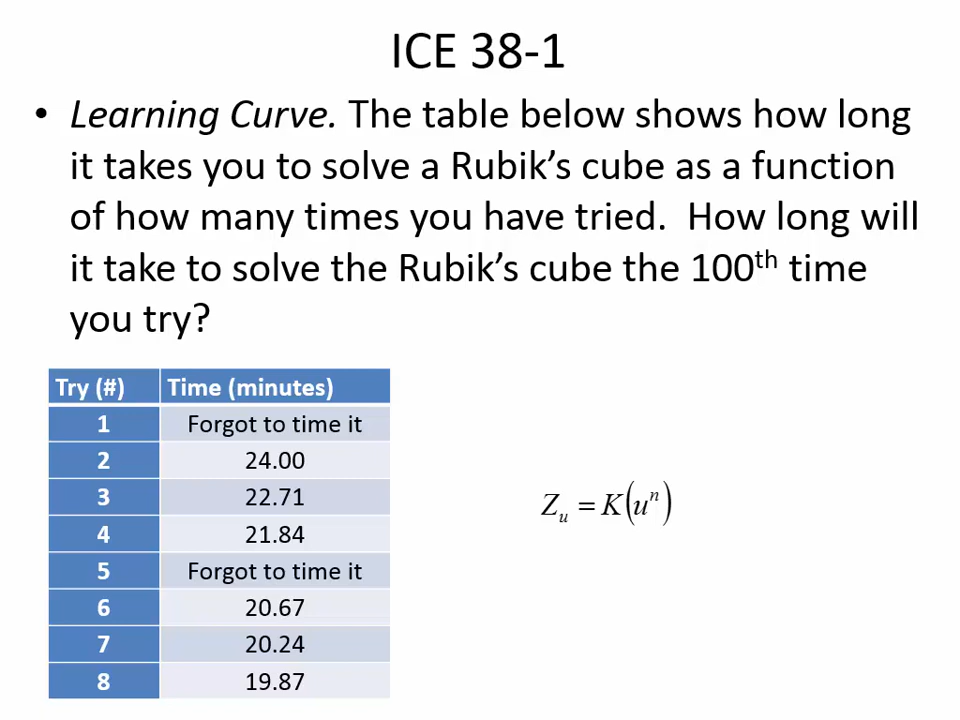 ICE 38-1
• Learning Curve. The table below shows how long
it takes you to solve a Rubik’s cube as a function
of how many times you have tried.  How long will
it take to solve the Rubik’s cube the 100th time
you try?
Try (#) Time (minutes)
1 Forgot to time it
2 24.00
3 22.71
4 21.84
5 Forgot to time it
6 20.67
7 20.24
8 19.87
Z_u = K(u^n)